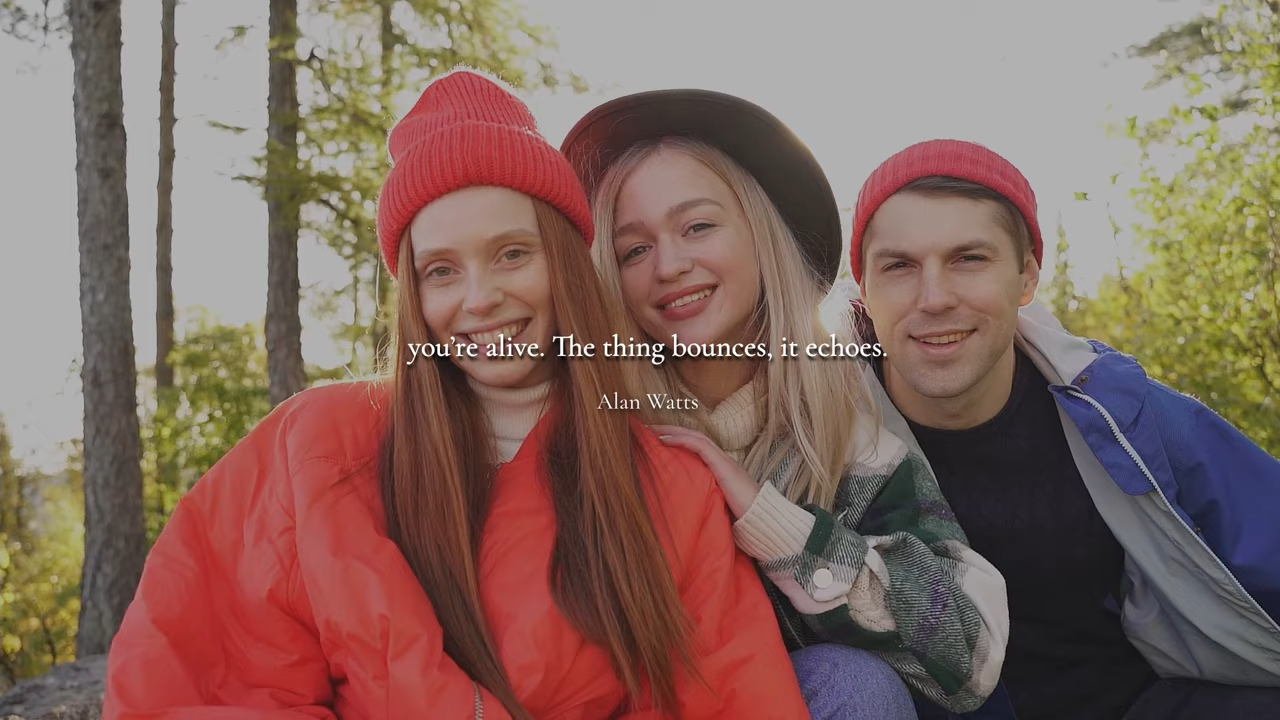 you’re alive. The thing bounces, it echoes.
Alan Watts